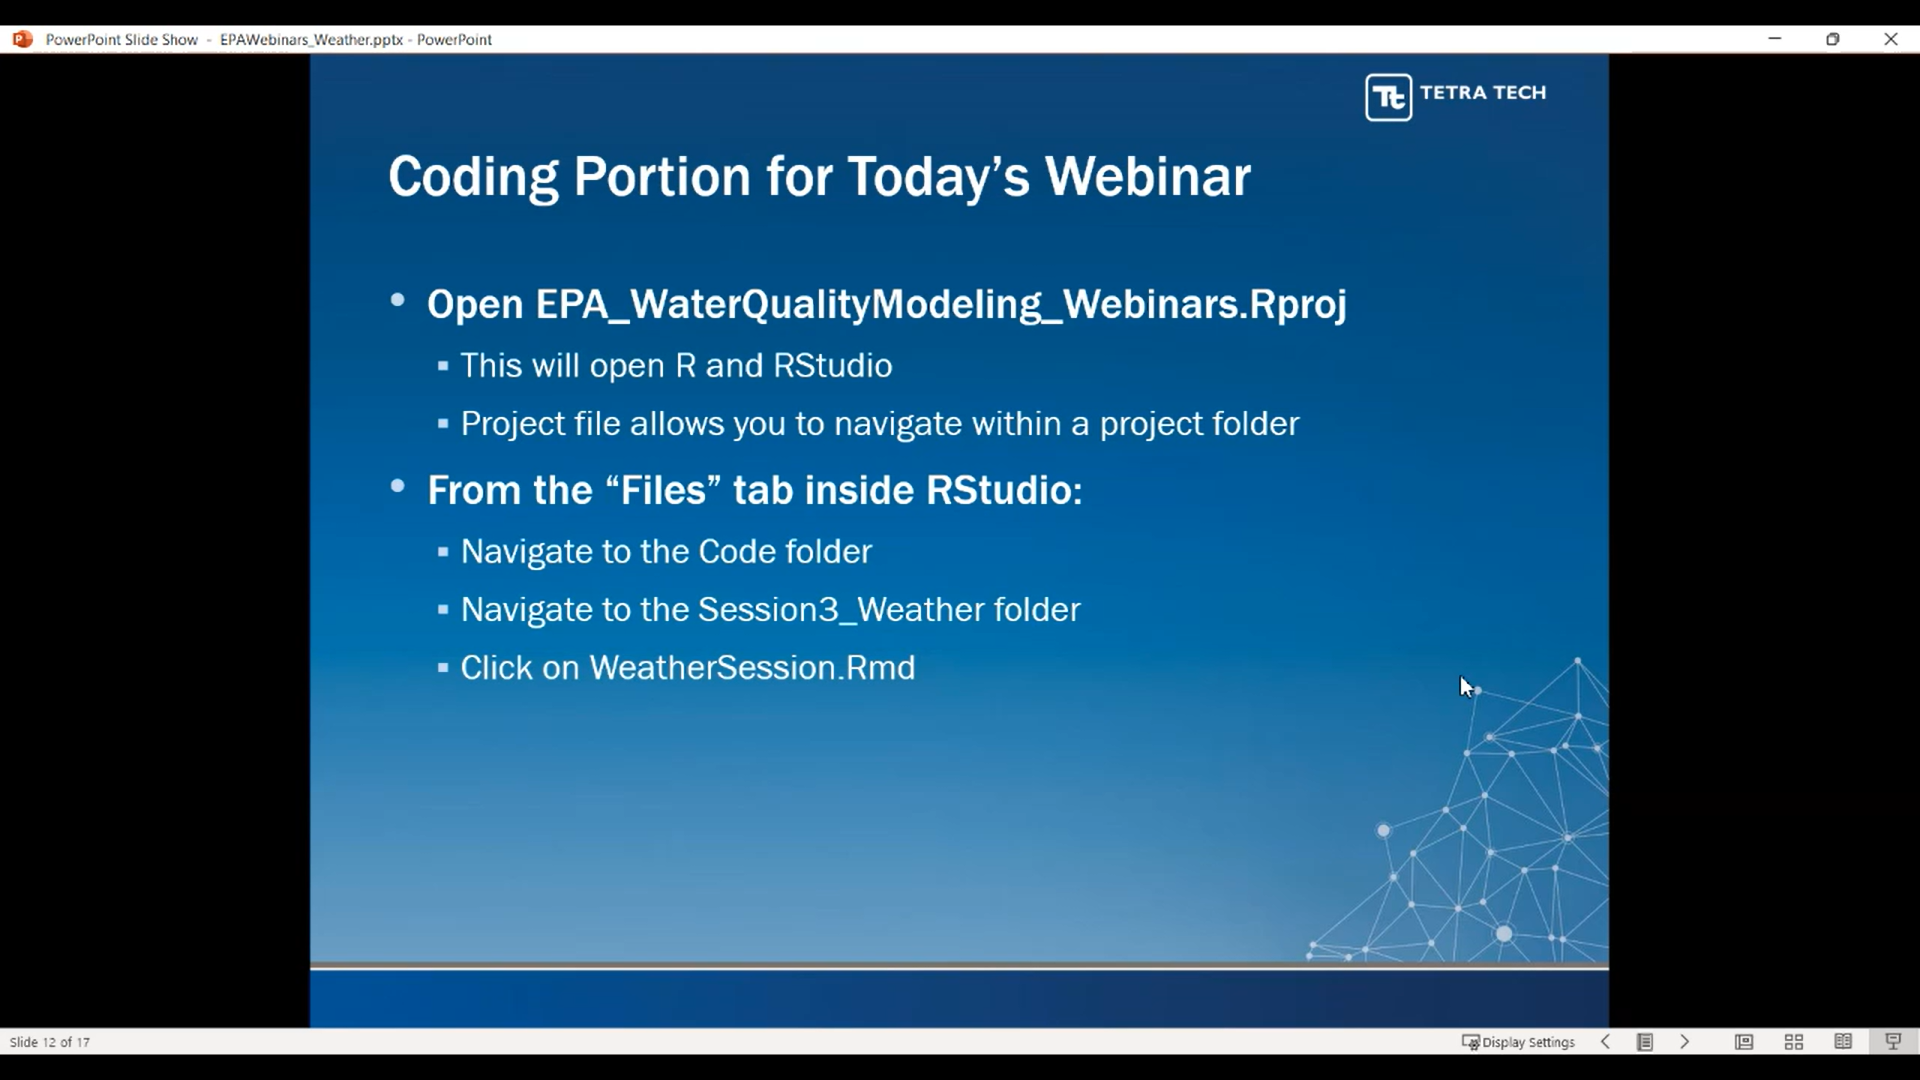 PowerPoint Slide Show - EPAWebinars_Weather.pptx - PowerPoint
Tt TETRA TECH
Coding Portion for Today’s Webinar
• Open EPA_WaterQualityModeling_Webinars.Rproj
▪ This will open R and RStudio
▪ Project file allows you to navigate within a project folder
• From the “Files” tab inside RStudio:
▪ Navigate to the Code folder
▪ Navigate to the Session3_Weather folder
▪ Click on WeatherSession.Rmd
Slide 12 of 17
Display Settings